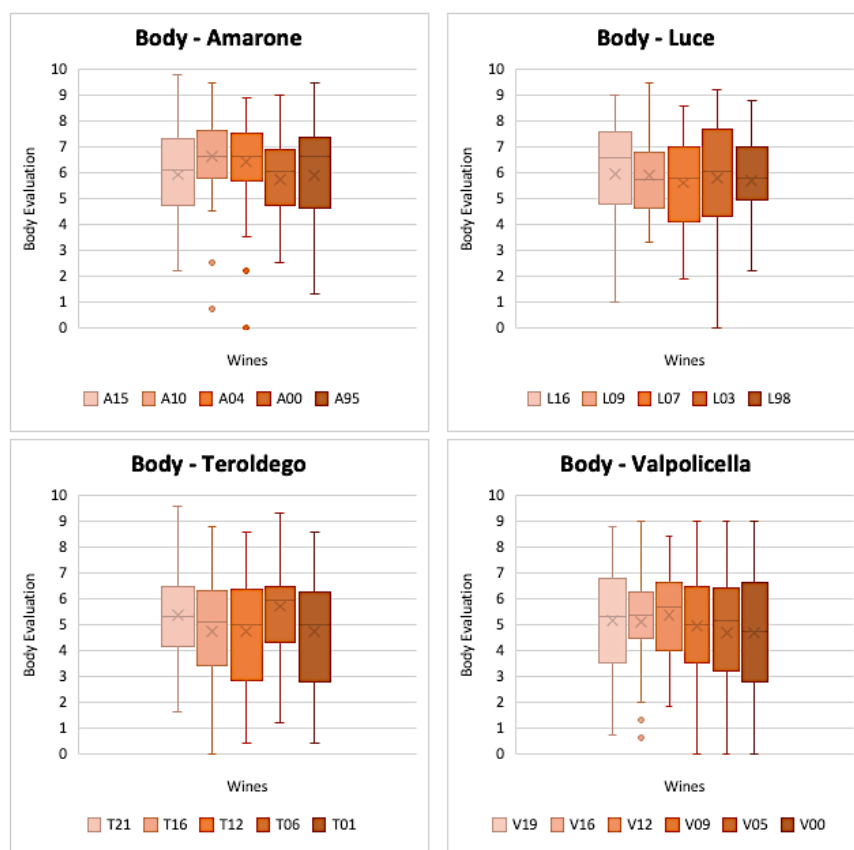 Body - Amarone
10
9
8
7
6
5
4
3
2
1
0
Body Evaluation
Wines
A15 A10 A04 A00 A95
Body - Luce
10
9
8
7
6
5
4
3
2
1
0
Body Evaluation
Wines
L16 L09 L07 L03 L98
Body - Teroldego
10
9
8
7
6
5
4
3
2
1
0
Body Evaluation
Wines
T21 T16 T12 T06 T01
Body - Valpolicella
10
9
8
7
6
5
4
3
2
1
0
Body Evaluation
Wines
V19 V16 V12 V09 V05 V00